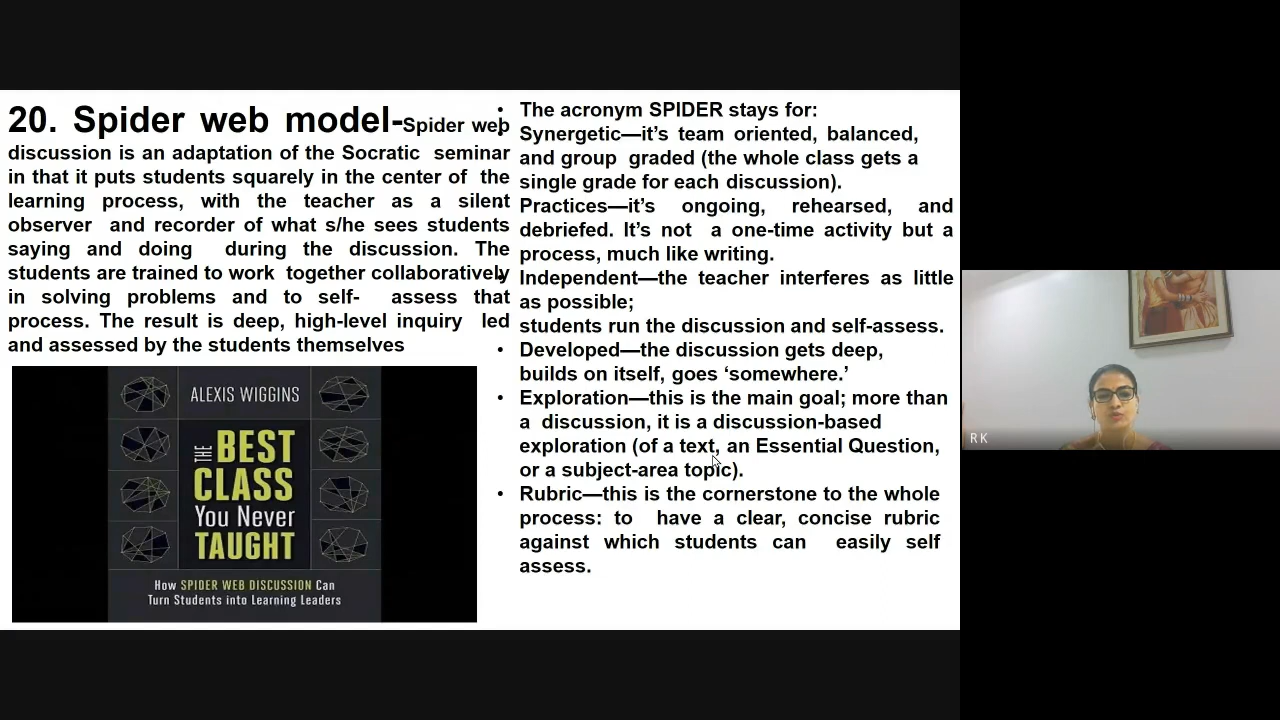 20. Spider web model-Spider web
discussion is an adaptation of the Socratic seminar
in that it puts students squarely in the center of the
learning process, with the teacher as a silent
observer and recorder of what s/he sees students
saying and doing during the discussion. The
students are trained to work together collaboratively
in solving problems and to self- assess that
process. The result is deep, high-level inquiry led
and assessed by the students themselves
ALEXIS WIGGINS
THE BEST
CLASS
You Never
TAUGHT
How SPIDER WEB DISCUSSION Can
Turn Students into Learning Leaders
• The acronym SPIDER stays for:
• Synergetic—it’s team oriented, balanced,
and group graded (the whole class gets a
single grade for each discussion).
• Practices—it’s ongoing, rehearsed, and
debriefed. It’s not a one-time activity but a
process, much like writing.
• Independent—the teacher interferes as little
as possible;
students run the discussion and self-assess.
• Developed—the discussion gets deep,
builds on itself, goes ‘somewhere.’
• Exploration—this is the main goal; more than
a discussion, it is a discussion-based
exploration (of a text, an Essential Question,
or a subject-area topic).
• Rubric—this is the cornerstone to the whole
process: to have a clear, concise rubric
against which students can easily self
assess.
R K